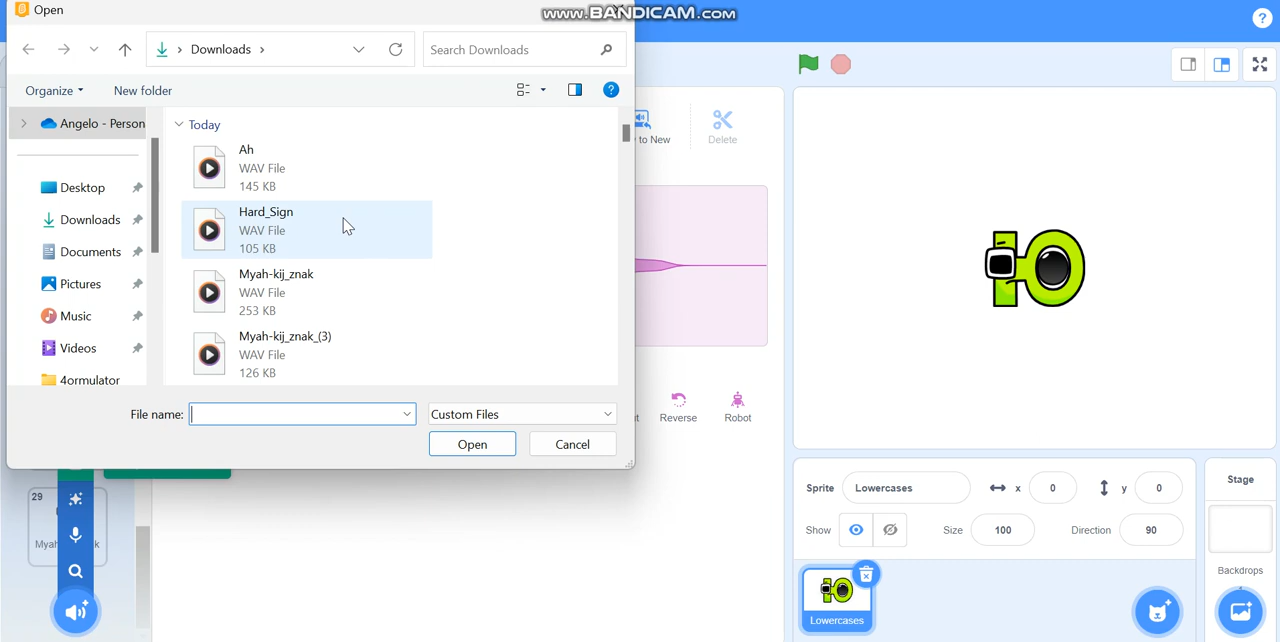 Open
www.BANDICAM.com
Downloads
Search Downloads
Organize
New folder
Angelo - Person
Today
Ah
WAV File
145 KB
Hard_Sign
WAV File
105 KB
Myah-kij_znak
WAV File
253 KB
Myah-kij_znak_(3)
WAV File
126 KB
Desktop
Downloads
Documents
Pictures
Music
Videos
4ormulator
File name:
Custom Files
Open
Cancel
to New
Delete
Reverse
Robot
29
Ю
Sprite
Lowercases
x
0
y
0
Show
Size
100
Direction
90
Lowercases
Stage
Backdrops